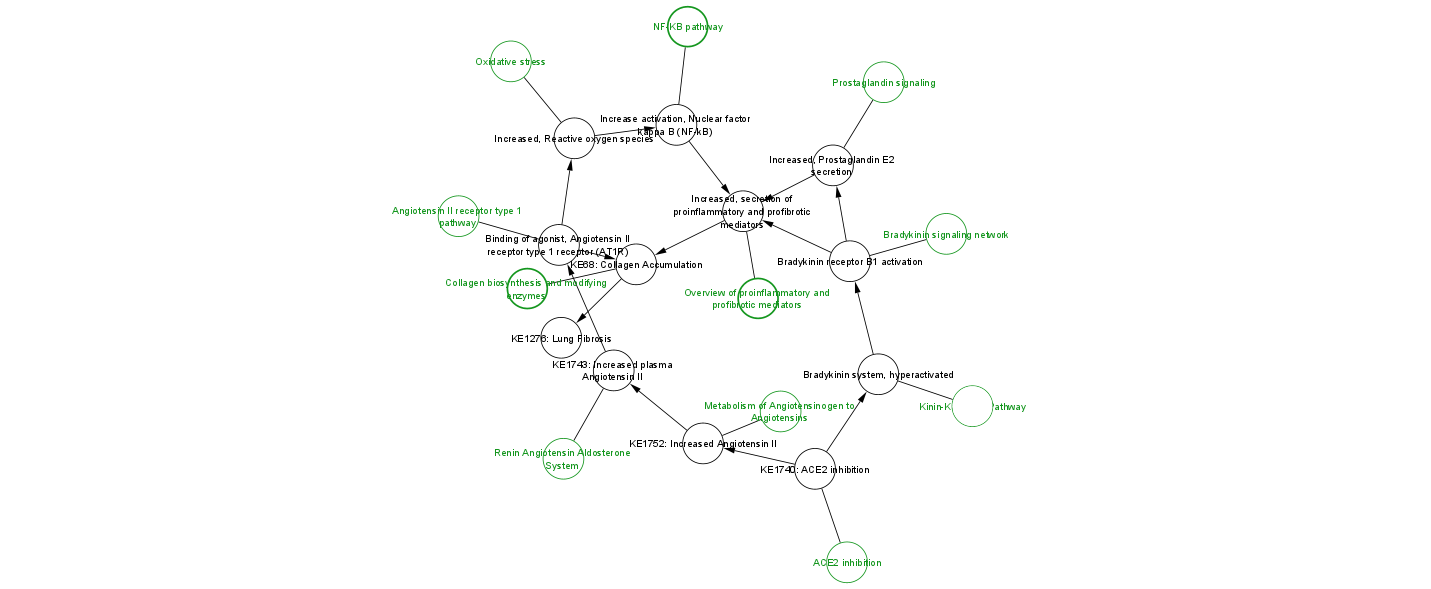 NF-KB pathway
Oxidative stress
Prostaglandin signaling
Increase activation, Nuclear factor
kappa B (NF-kB)
Increased, Reactive oxygen species
Increased, Prostaglandin E2
secretion
Increased, secretion of
proinflammatory and profibrotic
mediators
Angiotensin II receptor type 1
pathway
Binding of agonist, Angiotensin II
receptor type 1 receptor (AT1R)
Bradykinin signaling network
KE68: Collagen Accumulation
Bradykinin receptor B1 activation
Collagen biosynthesis and modifying
enzymes
Overview of proinflammatory and
profibrotic mediators
KE1276: Lung Fibrosis
KE1743: Increased plasma
Angiotensin II
Bradykinin system, hyperactivated
Metabolism of Angiotensinogen to
Angiotensins
KE1752: Increased Angiotensin II
Renin Angiotensin Aldosterone
System
KE1740: ACE2 inhibition
ACE2 inhibition